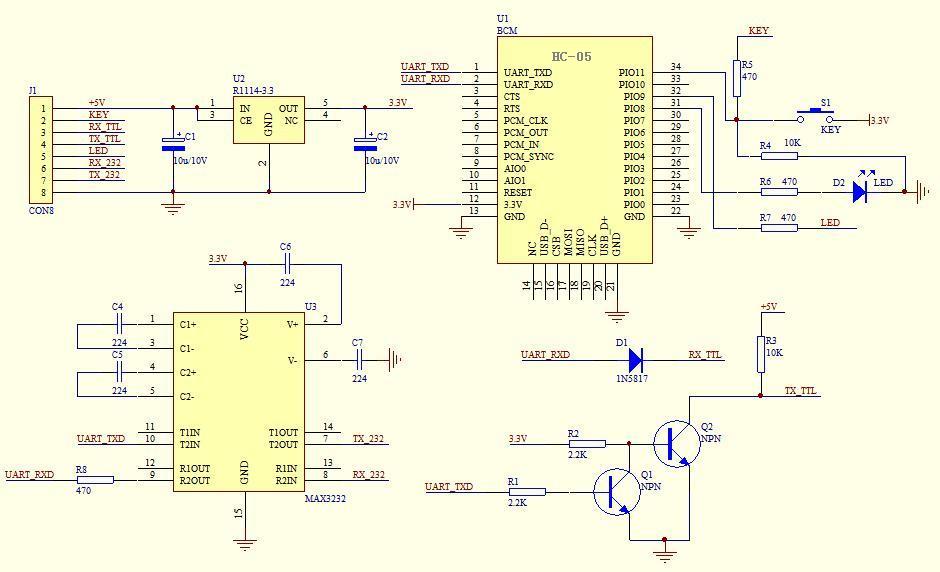 J1
1 +5V
2 KEY
3 RX_TTL
4 TX_TTL
5 LED
6 RX_232
7 TX_232
8
CON8
C1
10u/10V
U2
R1114-3.3
1 IN OUT 5
3 CE NC 4
GND
2
3.3V
C2
10u/10V
U1
BCM
HC-05
UART_TXD 1 UART_TXD PIO11 34
UART_RXD 2 UART_RXD PIO10 33
3 CTS PIO9 32
4 RTS PIO8 31
5 PCM_CLK PIO7 30
6 PCM_OUT PIO6 29
7 PCM_IN PIO5 28
8 PCM_SYNC PIO4 27
9 AIO0 PIO3 26
10 AIO1 PIO2 25
11 RESET PIO1 24
3.3V 12 3.3V PIO0 23
13 GND GND 22
NC USB_D- CSB MOSI MISO CLK USB_D+ GND
14 15 16 17 18 19 20 21
KEY
R5
470
S1
KEY
3.3V
R4 10K
R6 470
D2 LED
R7 470 LED
3.3V
C6
224
16
U3
C4
224
1 C1+ VCC V+ 2
3 C1-
C5
224
4 C2+ V- 6
C7
224
5 C2-
11 T1IN T1OUT 14
UART_TXD 10 T2IN T2OUT 7 TX_232
12 R1OUT R1IN 13
UART_RXD R8 470 9 R2OUT GND R2IN 8 RX_232
MAX3232
15
UART_RXD D1 RX_TTL
1N5817
+5V
R3
10K
TX_TTL
3.3V R2
2.2K
Q2
NPN
UART_TXD R1
2.2K
Q1
NPN